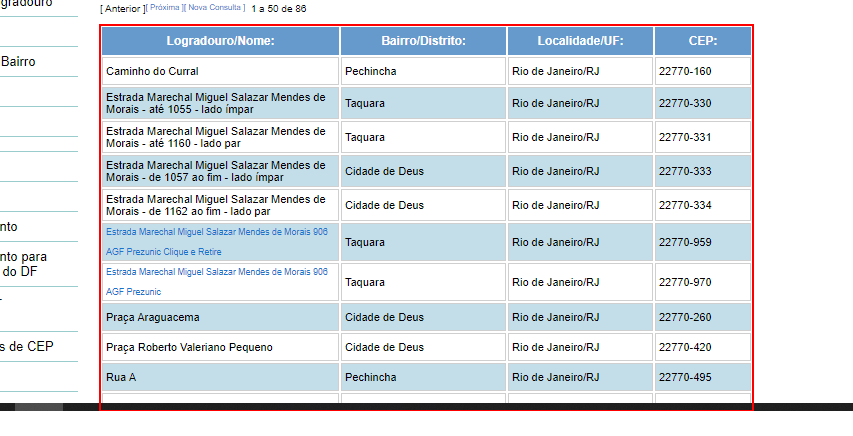 ogradouro
[ Anterior ][ Próxima ][ Nova Consulta ] 1 a 50 de 86
Logradouro/Nome: Bairro/Distrito: Localidade/UF: CEP:
Bairro
Caminho do Curral Pechincha Rio de Janeiro/RJ 22770-160
Estrada Marechal Miguel Salazar Mendes de
Morais - até 1055 - lado ímpar Taquara Rio de Janeiro/RJ 22770-330
Estrada Marechal Miguel Salazar Mendes de
Morais - até 1160 - lado par Taquara Rio de Janeiro/RJ 22770-331
Estrada Marechal Miguel Salazar Mendes de
Morais - de 1057 ao fim - lado ímpar Cidade de Deus Rio de Janeiro/RJ 22770-333
Estrada Marechal Miguel Salazar Mendes de
Morais - de 1162 ao fim - lado par Cidade de Deus Rio de Janeiro/RJ 22770-334
nto
Estrada Marechal Miguel Salazar Mendes de Morais 906
AGF Prezunic Clique e Retire Taquara Rio de Janeiro/RJ 22770-959
nto para
do DF
Estrada Marechal Miguel Salazar Mendes de Morais 906
AGF Prezunic Taquara Rio de Janeiro/RJ 22770-970
Praça Araguacema Cidade de Deus Rio de Janeiro/RJ 22770-260
s de CEP
Praça Roberto Valeriano Pequeno Cidade de Deus Rio de Janeiro/RJ 22770-420
Rua A Pechincha Rio de Janeiro/RJ 22770-495